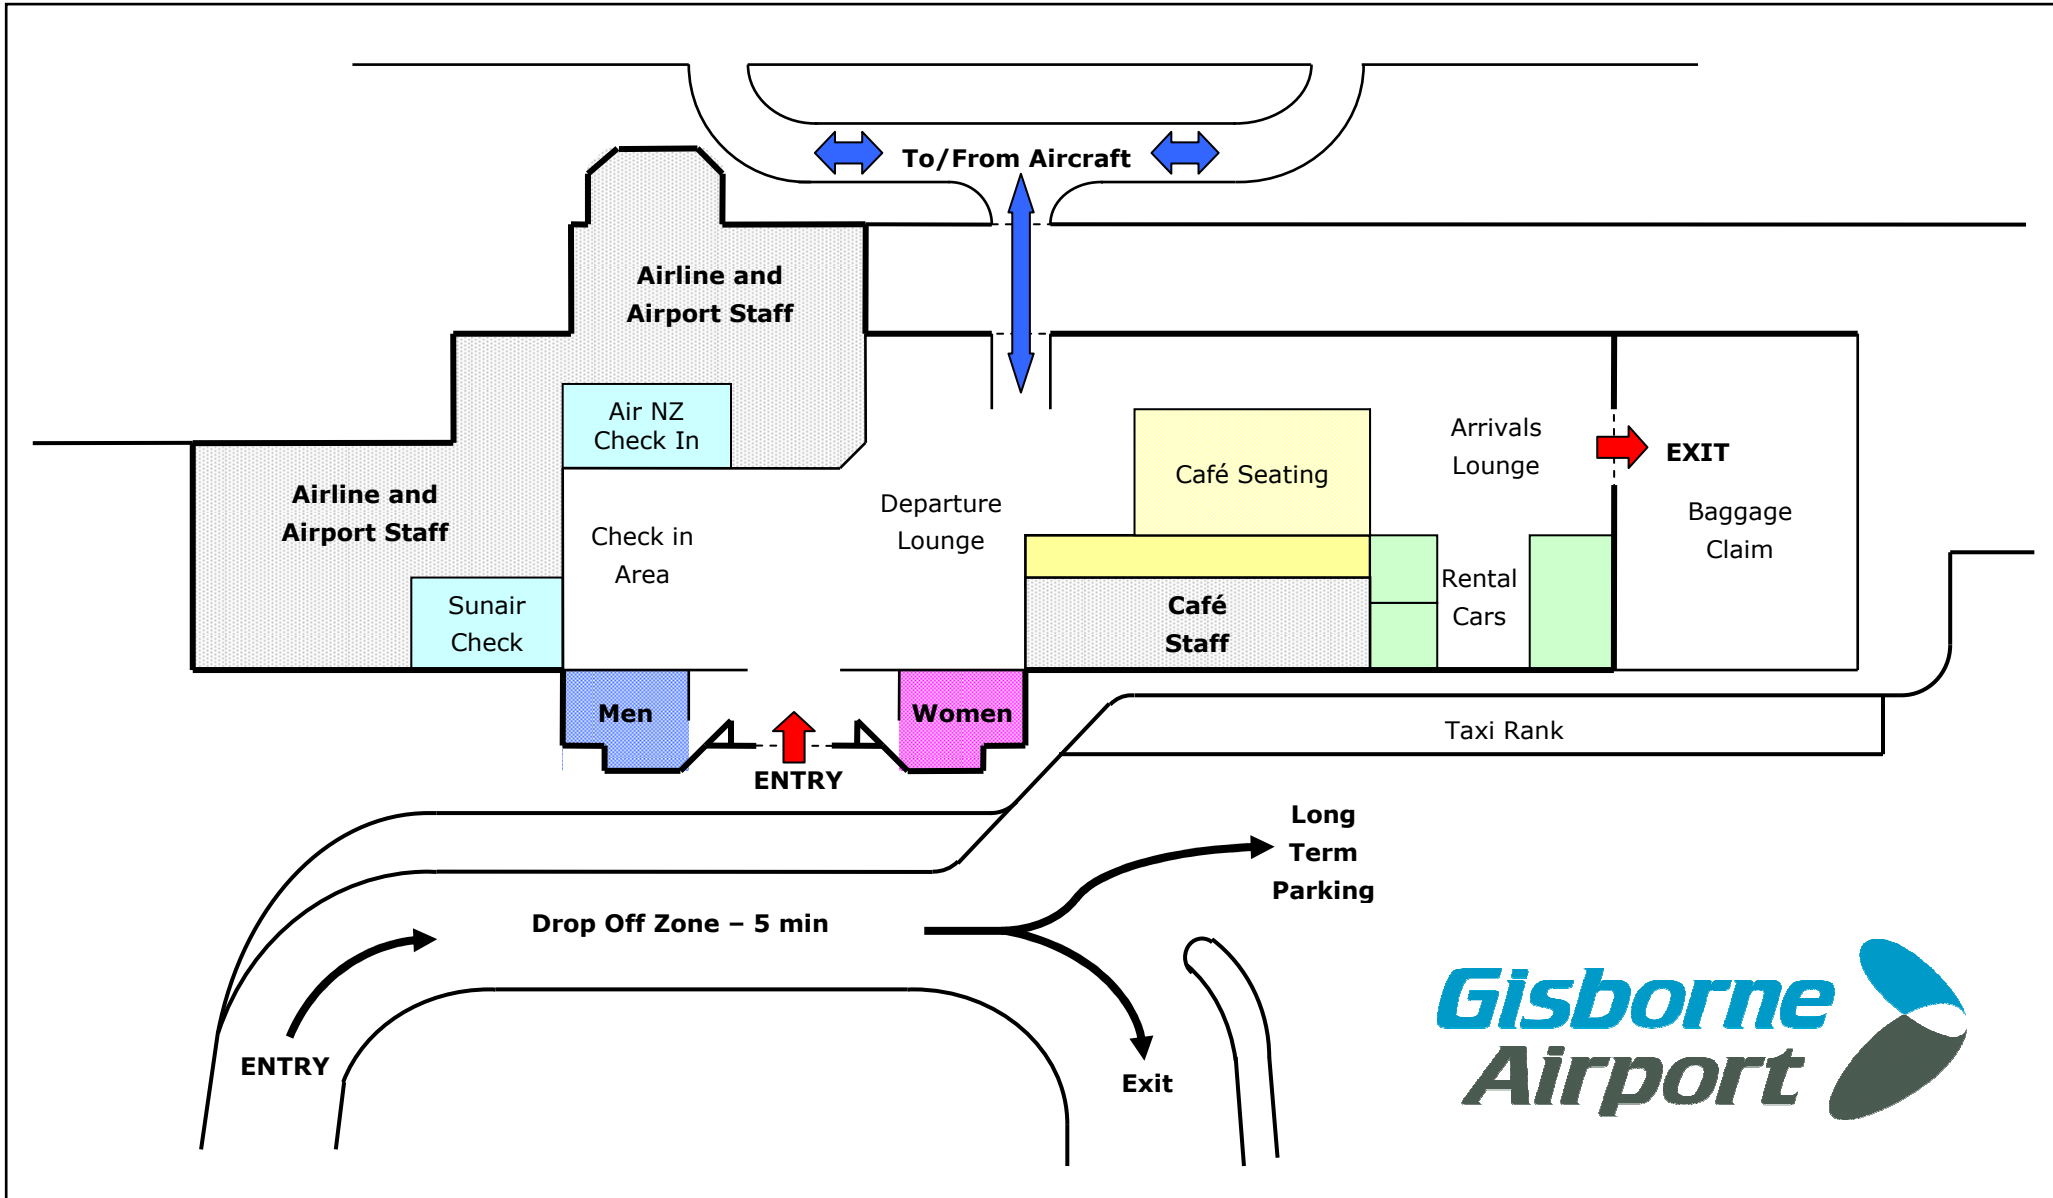 To/From Aircraft
Airline and
Airport Staff
Air NZ
Check In
Arrivals
Lounge
EXIT
Café Seating
Airline and
Airport Staff
Departure
Lounge
Baggage
Claim
Check in
Area
Rental
Cars
Sunair
Check
Café
Staff
Men
Women
Taxi Rank
ENTRY
Long
Term
Parking
Drop Off Zone – 5 min
ENTRY
Exit
Gisborne
Airport